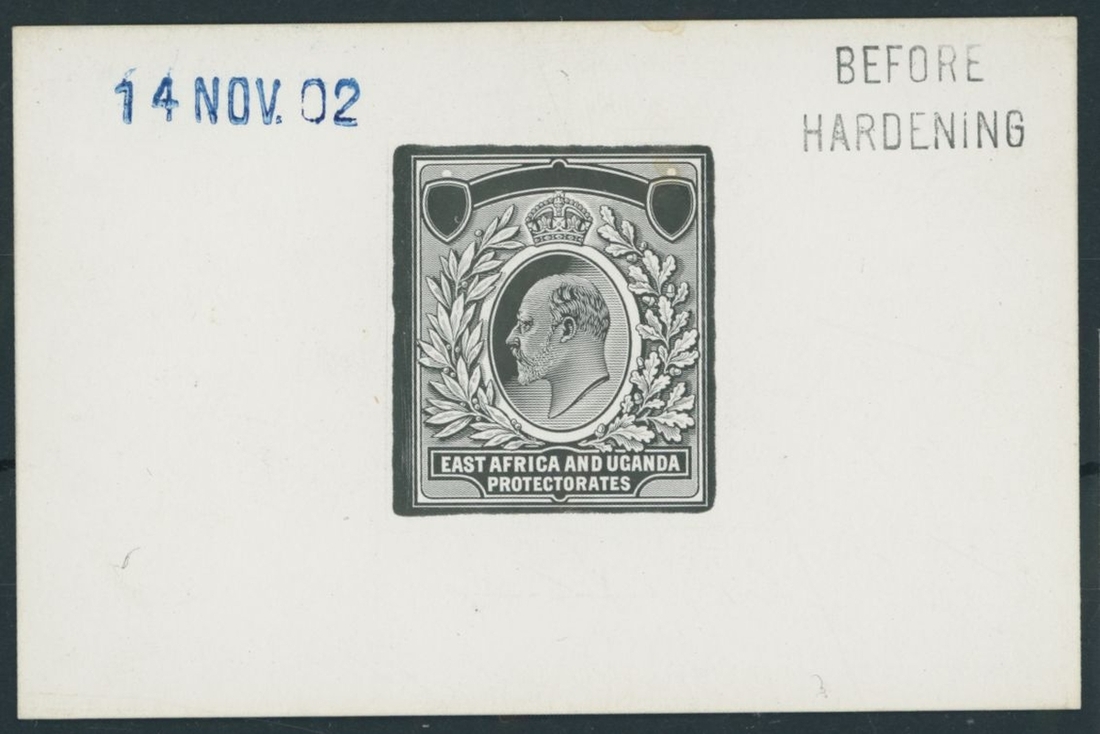 14 NOV. 02
BEFORE
HARDENING
EAST AFRICA AND UGANDA
PROTECTORATES